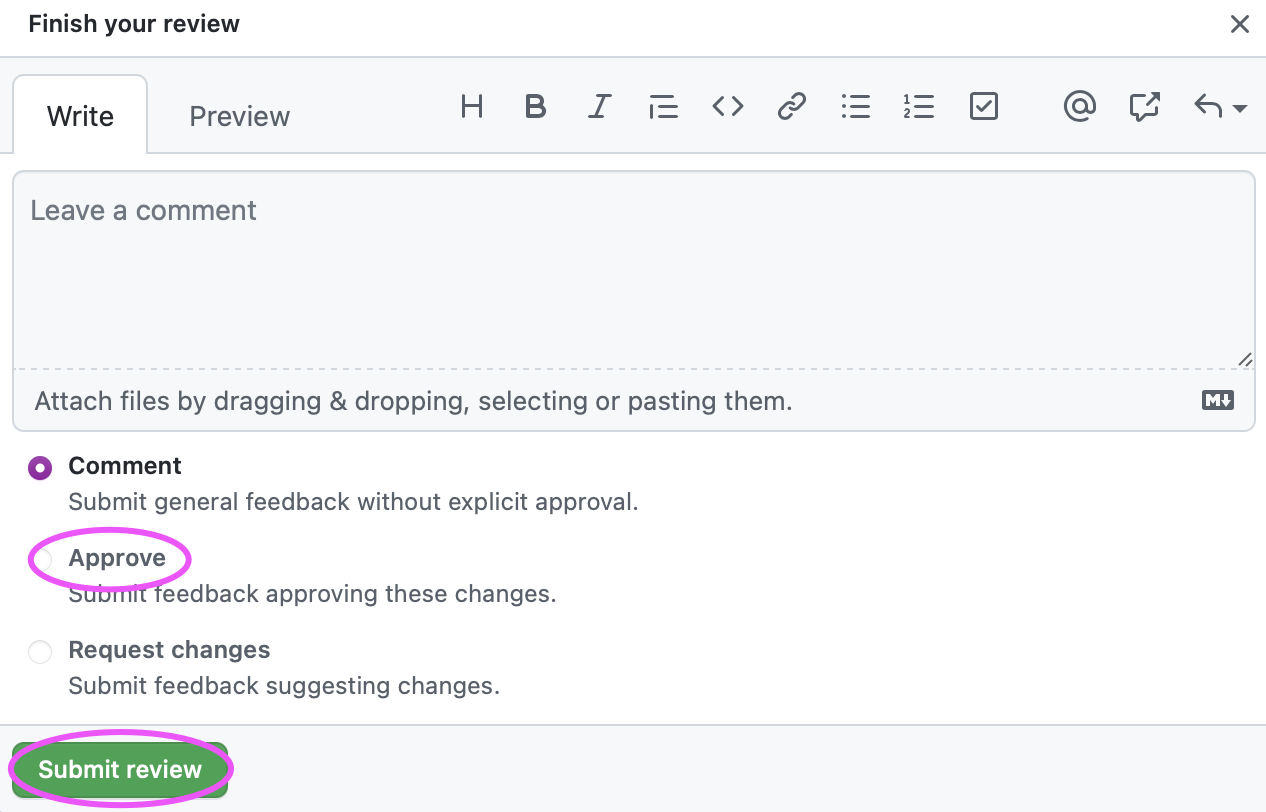 Finish your review
Write
Preview
Leave a comment
Attach files by dragging & dropping, selecting or pasting them.
Comment
Submit general feedback without explicit approval.
Approve
Submit feedback approving these changes.
Request changes
Submit feedback suggesting changes.
Submit review